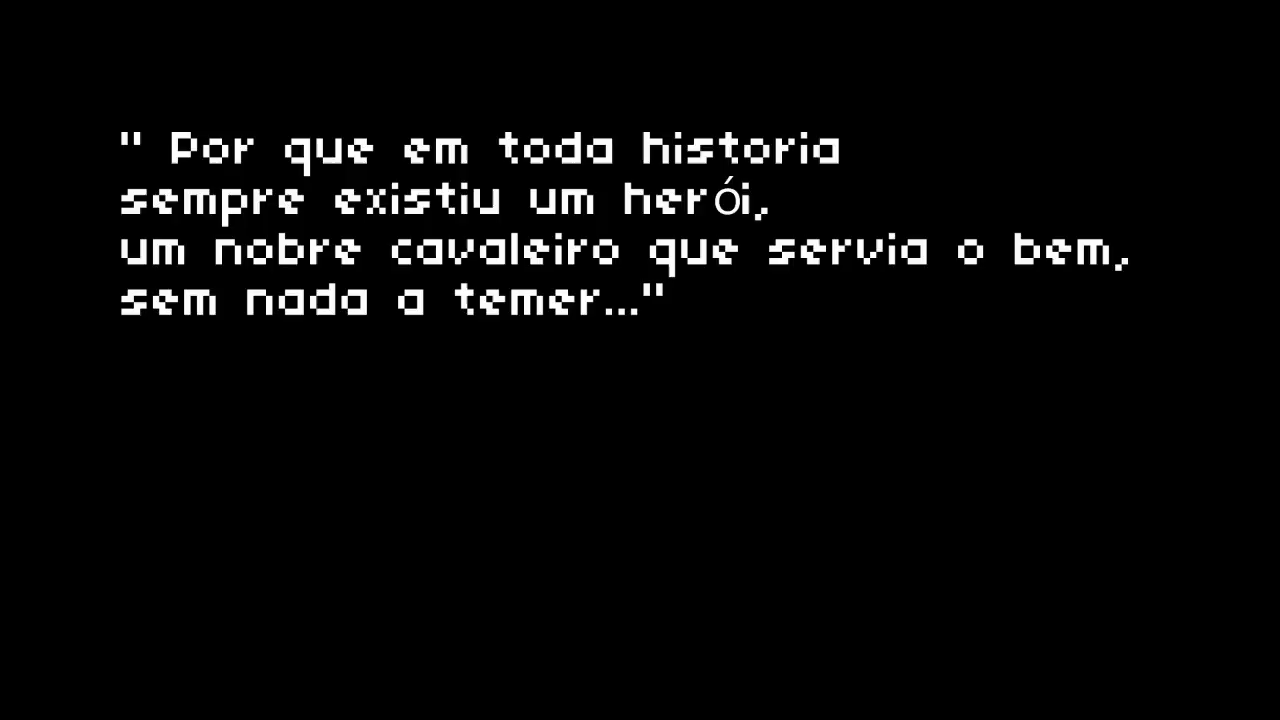 " Por que em toda historia
sempre existiu um herói,
um nobre cavaleiro que servia o bem,
sem nada a temer..."